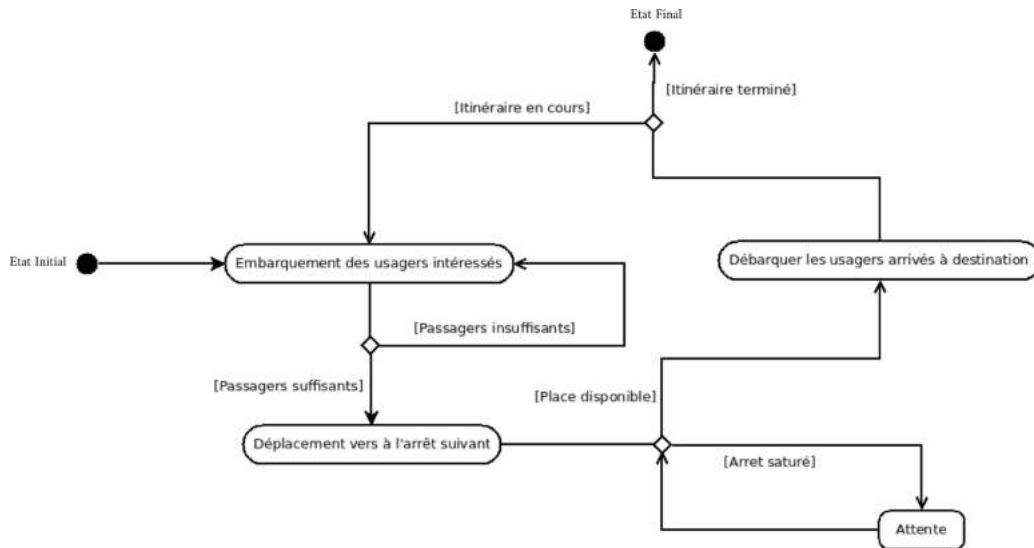 Etat Final
[Itinéraire terminé]
[Itinéraire en cours]
Etat Initial
Embarquement des usagers intéressés
Débarquer les usagers arrivés à destination
[Passagers insuffisants]
[Passagers suffisants]
[Place disponible]
Déplacement vers à l'arrêt suivant
[Arret saturé]
Attente